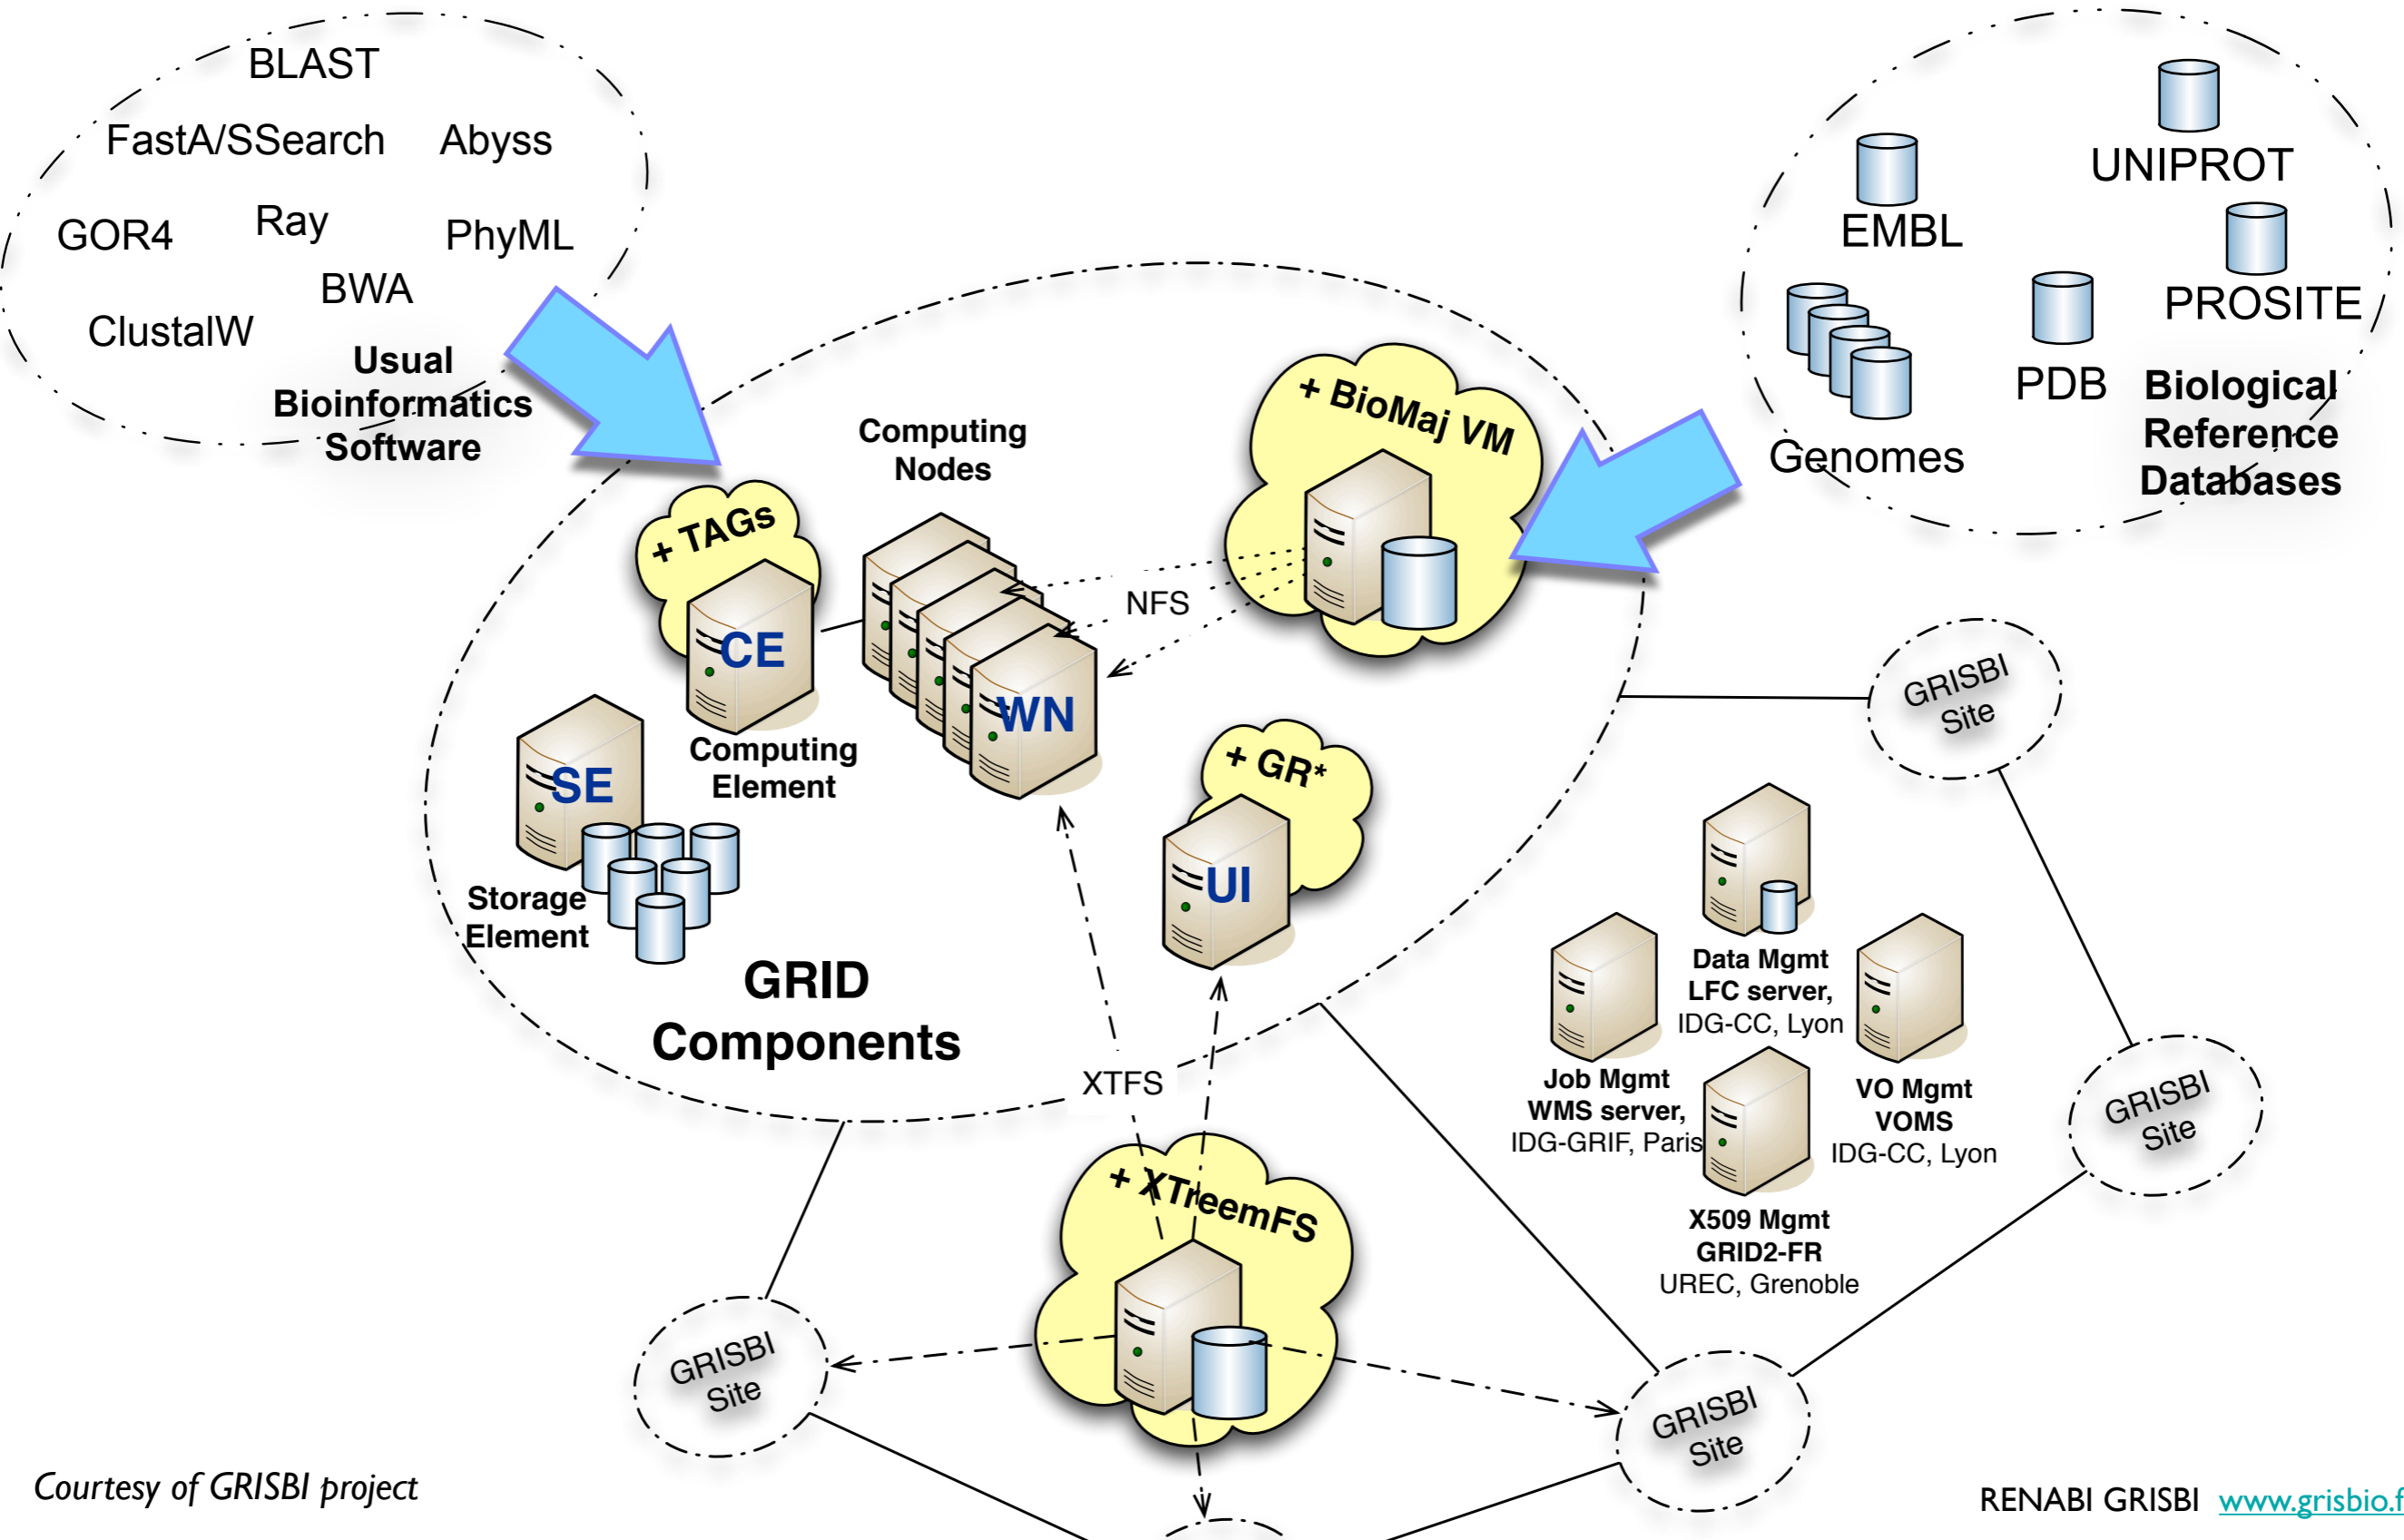 BLAST
FastA/SSearch
Abyss
GOR4
Ray
PhyML
BWA
ClustalW
Usual
Bioinformatics
Software
UNIPROT
EMBL
PROSITE
PDB
Genomes
Biological
Reference
Databases
+ BioMaj VM
Computing
Nodes
+ TAGs
NFS
CE
WN
Computing
Element
SE
Storage
Element
+ GR*
UI
GRID
Components
XTFS
+ XTreemFS
GRISBI
Site
Data Mgmt
LFC server,
IDG-CC, Lyon
Job Mgmt
WMS server,
IDG-GRIF, Paris
VO Mgmt
VOMS
IDG-CC, Lyon
X509 Mgmt
GRID2-FR
UREC, Grenoble
GRISBI
Site
GRISBI
Site
GRISBI
Site
Courtesy of GRISBI project
RENABI GRISBI www.grisbio.f